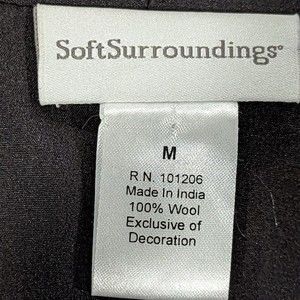 SoftSurroundings®
M
R.N. 101206
Made In India
100% Wool
Exclusive of
Decoration